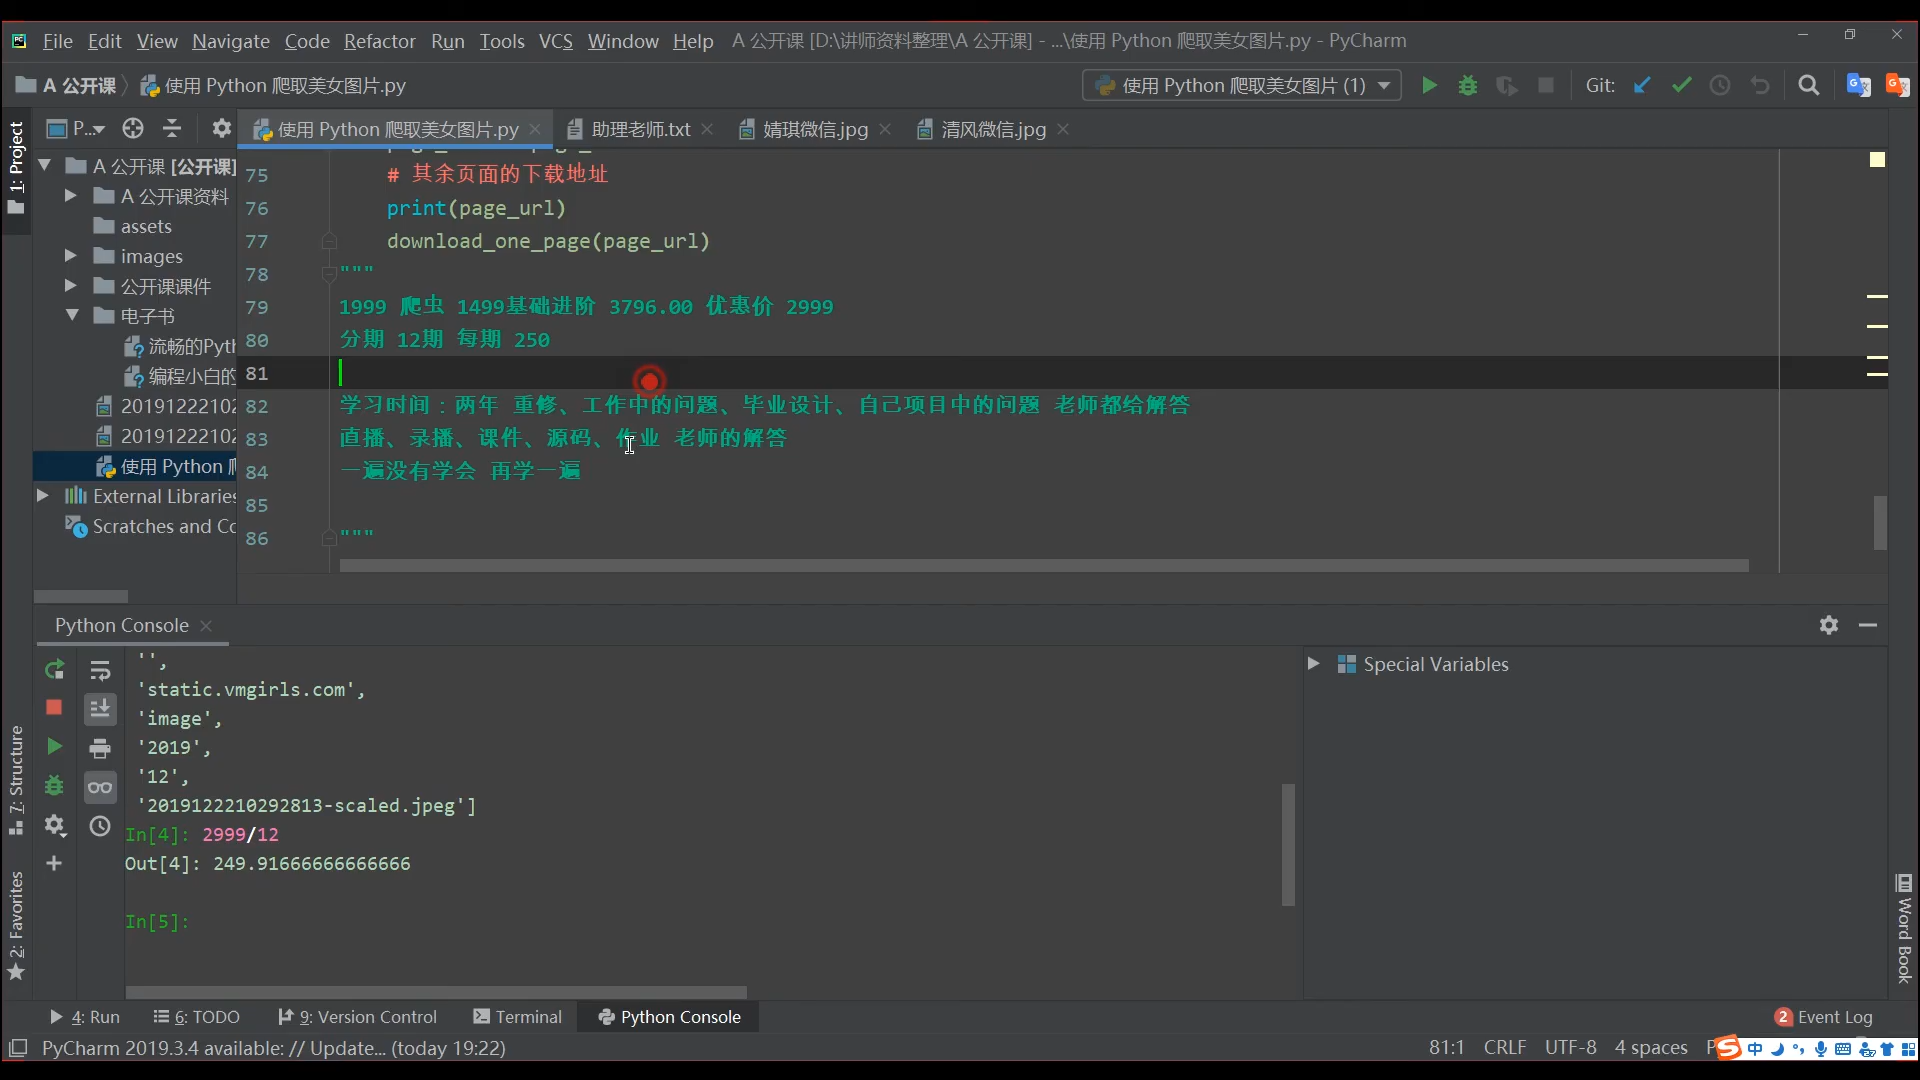 File Edit View Navigate Code Refactor Run Tools VCS Window Help A 公开课 [D:\讲师资料整理\A 公开课] - ...\使用 Python 爬取美女图片.py - PyCharm
A 公开课 使用 Python 爬取美女图片.py 使用 Python 爬取美女图片 (1) Git:
P... 使用 Python 爬取美女图片.py 助理老师.txt 婧琪微信.jpg 清风微信.jpg
1: Project
A 公开课 [公开课]
A 公开课资料
assets
images
公开课课件
电子书
流畅的Pyth
编程小白的
20191222102
20191222102
使用 Python 爬
External Libraries
Scratches and Co
75 # 其余页面的下载地址
76 print(page_url)
77 download_one_page(page_url)
78 """
79 1999 爬虫 1499基础进阶 3796.00 优惠价 2999
80 分期 12期 每期 250
81
82 学习时间：两年 重修、工作中的问题、毕业设计、自己项目中的问题 老师都给解答
83 直播、录播、课件、源码、作业 老师的解答
84 一遍没有学会 再学一遍
85
86 """
Python Console
'',
'static.vmgirls.com',
'image',
'2019',
'12',
'2019122210292813-scaled.jpeg']
In[4]: 2999/12
Out[4]: 249.91666666666666
In[5]:
Special Variables
7: Structure
2: Favorites
Word Book
4: Run 6: TODO 9: Version Control Terminal Python Console 2 Event Log
PyCharm 2019.3.4 available: // Update... (today 19:22) 81:1 CRLF UTF-8 4 spaces P 中